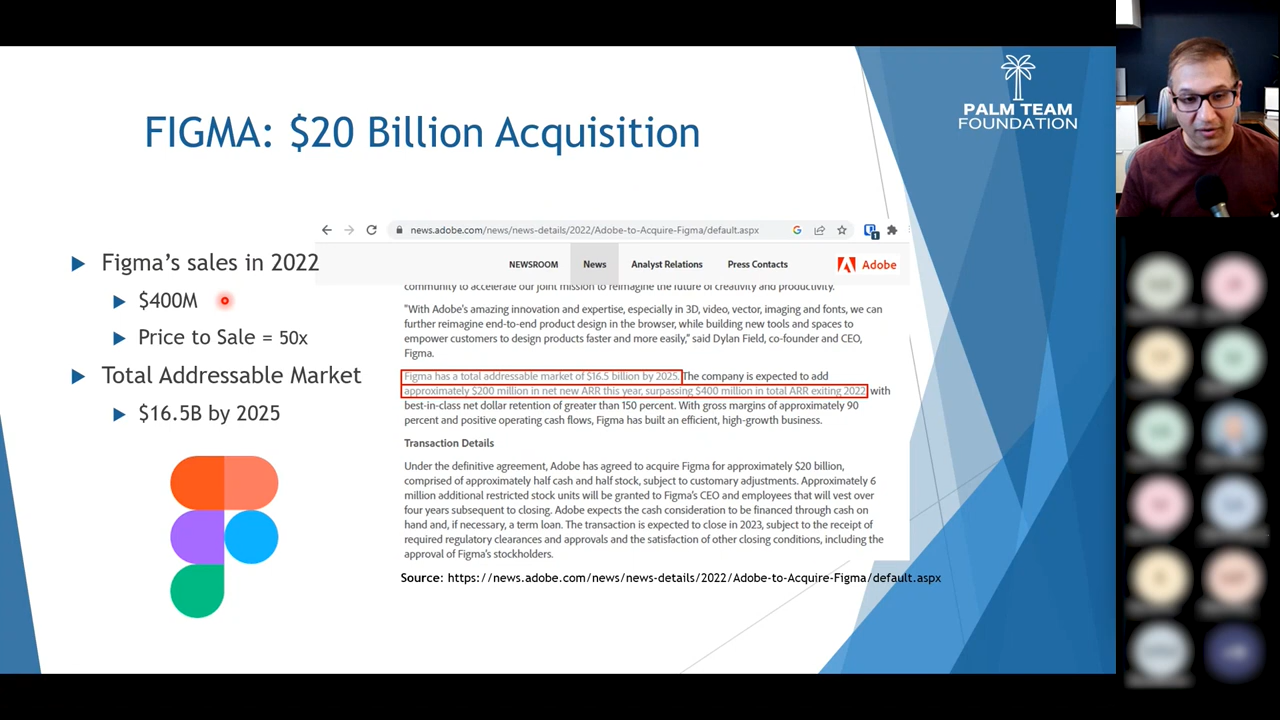 PALM TEAM
FOUNDATION
FIGMA: $20 Billion Acquisition
Figma's sales in 2022
$400M
Price to Sale = 50x
Total Addressable Market
$16.5B by 2025
news.adobe.com/news/news-details/2022/Adobe-to-Acquire-Figma/default.aspx
G
1
NEWSROOM
News
Analyst Relations
Press Contacts
Adobe
community to accelerate our joint mission to reimagine the future of creativity and productivity.
"With Adobe's amazing innovation and expertise, especially in 3D, video, vector, imaging and fonts, we can
further reimagine end-to-end product design in the browser, while building new tools and spaces to
empower customers to design products faster and more easily," said Dylan Field, co-founder and CEO,
Figma.
Figma has a total addressable market of $16.5 billion by 2025. The company is expected to add
approximately $200 million in net new ARR this year, surpassing $400 million in total ARR exiting 2022 with
best-in-class net dollar retention of greater than 150 percent. With gross margins of approximately 90
percent and positive operating cash flows, Figma has built an efficient, high-growth business.
Transaction Details
Under the definitive agreement, Adobe has agreed to acquire Figma for approximately $20 billion,
comprised of approximately half cash and half stock, subject to customary adjustments. Approximately 6
million additional restricted stock units will be granted to Figma's CEO and employees that will vest over
four years subsequent to closing. Adobe expects the cash consideration to be financed through cash on
hand and, if necessary, a term loan. The transaction is expected to close in 2023, subject to the receipt of
required regulatory clearances and approvals and the satisfaction of other closing conditions, including the
approval of Figma's stockholders.
Source: https://news.adobe.com/news/news-details/2022/Adobe-to-Acquire-Figma/default.aspx